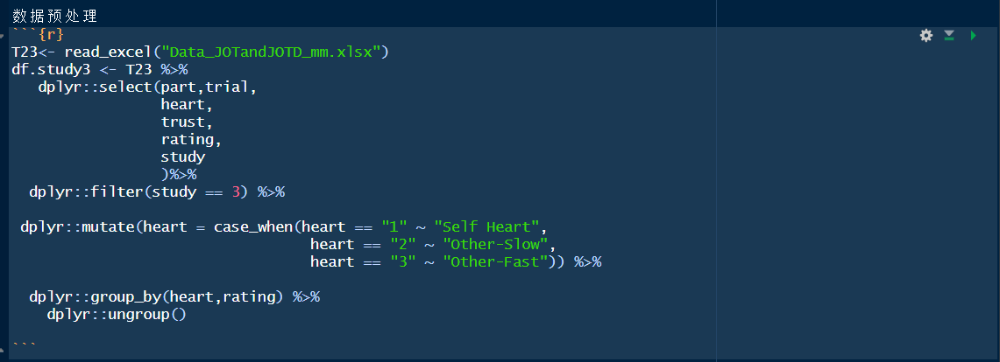 数据预处理
```{r}
T23<- read_excel("Data_JOTandJOTD_mm.xlsx")
df.study3 <- T23 %>%
   dplyr::select(part,trial,
                 heart,
                 trust,
                 rating,
                 study
                 )%>%
  dplyr::filter(study == 3) %>%
 dplyr::mutate(heart = case_when(heart == "1" ~ "Self Heart",
                                  heart == "2" ~ "Other-Slow",
                                  heart == "3" ~ "Other-Fast")) %>%
  dplyr::group_by(heart,rating) %>%
    dplyr::ungroup()
```